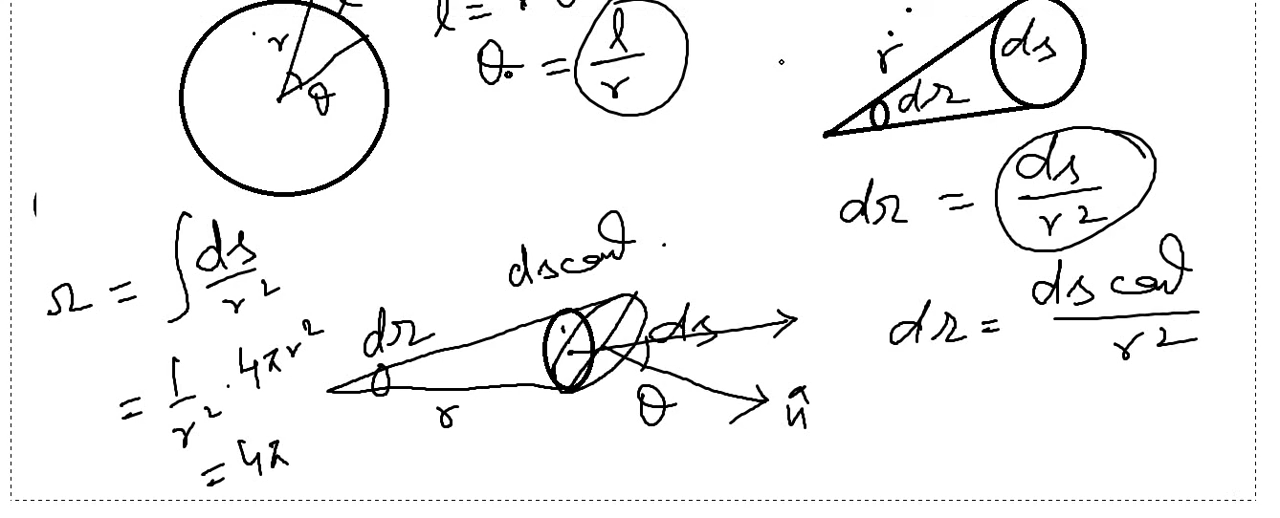 r
θ
θ = l/r
r
dΩ
ds
dΩ = ds/r²
Ω = ∫ ds/r²
= 1/r² . 4πr²
= 4π
ds cosθ
dΩ
r
ds
θ
n̂
dΩ = ds cosθ/r²